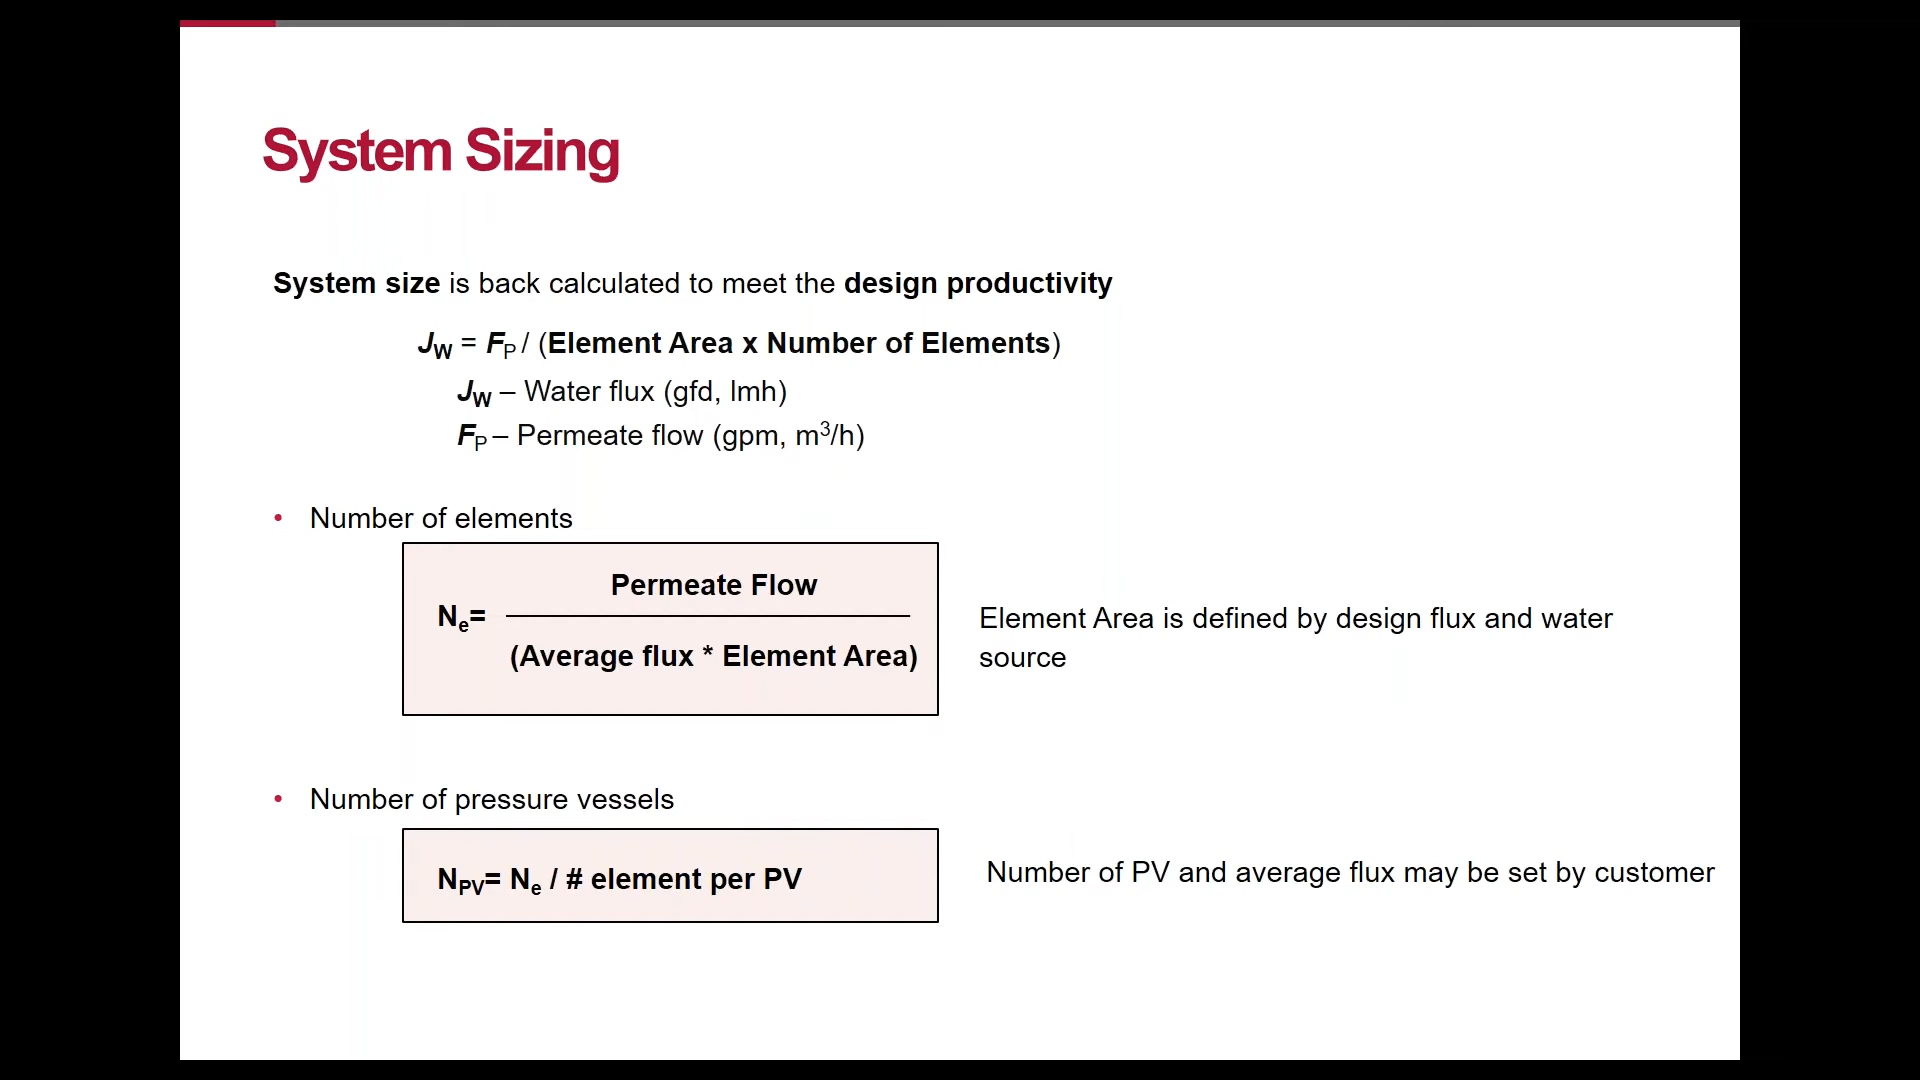 System Sizing
System size is back calculated to meet the design productivity
JW = FP / (Element Area x Number of Elements)
JW – Water flux (gfd, lmh)
FP – Permeate flow (gpm, m³/h)
• Number of elements
Permeate Flow
Ne=
(Average flux * Element Area)
Element Area is defined by design flux and water
source
• Number of pressure vessels
NPV= Ne / # element per PV
Number of PV and average flux may be set by customer